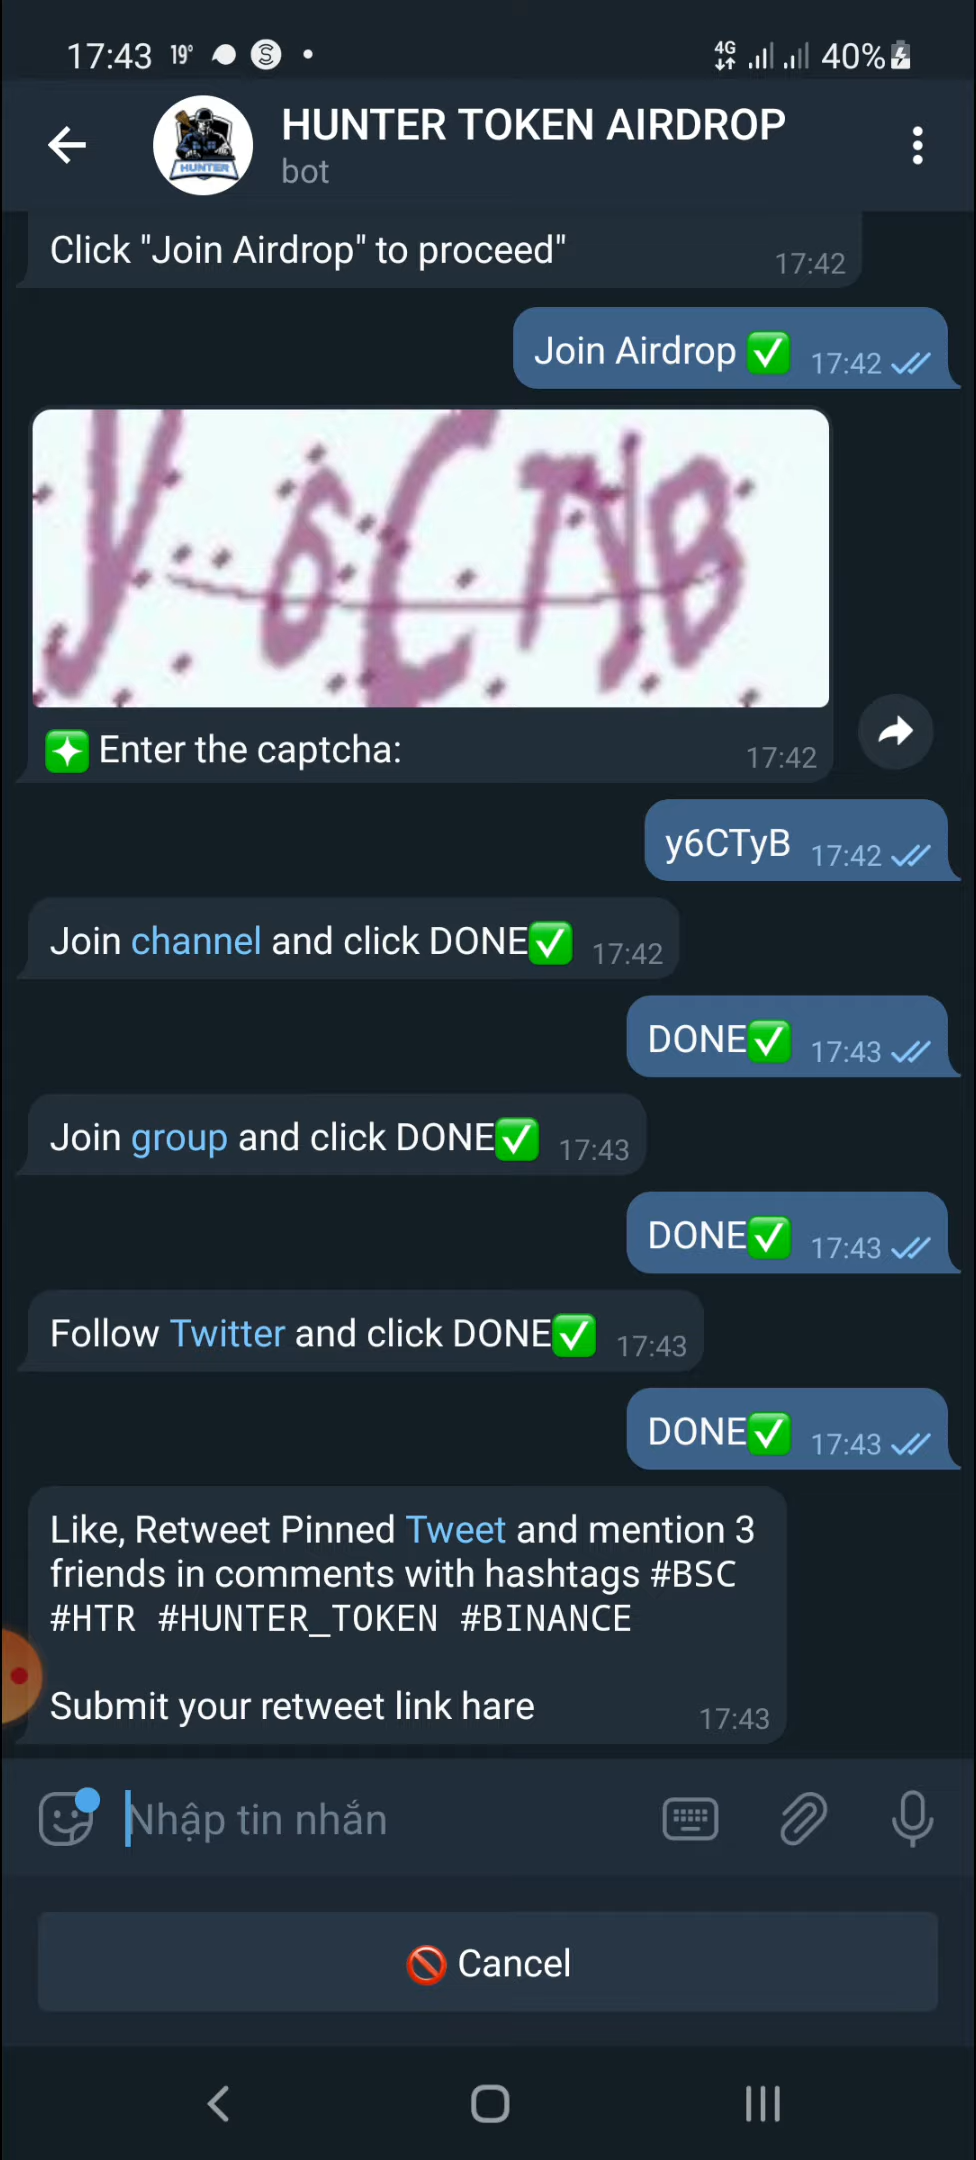 17:43 19° 4G 40%
HUNTER TOKEN AIRDROP
HUNTER
bot
Click "Join Airdrop" to proceed"
17:42
Join Airdrop ✅ 17:42
y6CTyB
✨ Enter the captcha:
17:42
y6CTyB 17:42
Join channel and click DONE✅ 17:42
DONE✅ 17:43
Join group and click DONE✅ 17:43
DONE✅ 17:43
Follow Twitter and click DONE✅ 17:43
DONE✅ 17:43
Like, Retweet Pinned Tweet and mention 3
friends in comments with hashtags #BSC
#HTR #HUNTER_TOKEN #BINANCE
Submit your retweet link hare
17:43
Nhập tin nhắn
🚫 Cancel